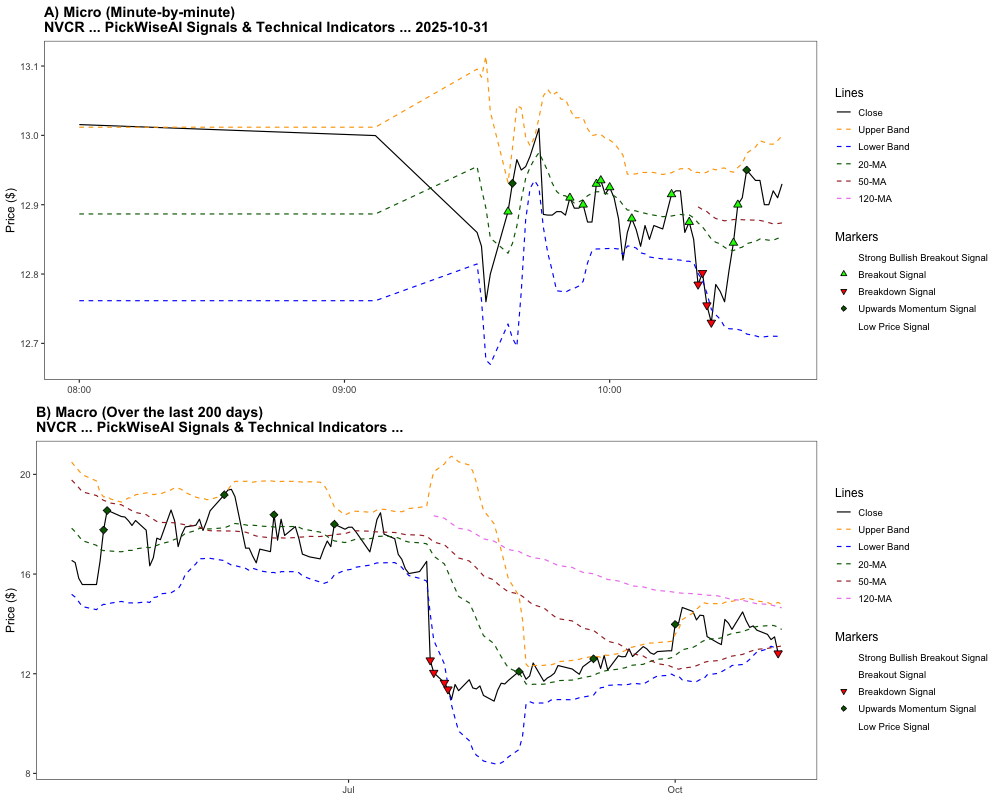 A) Micro (Minute-by-minute)
NVCR ... PickWiseAI Signals & Technical Indicators ... 2025-10-31
Price ($)
13.1
13.0
12.9
12.8
12.7
08:00
09:00
10:00
Lines
Close
Upper Band
Lower Band
20-MA
50-MA
120-MA
Markers
Strong Bullish Breakout Signal
Breakout Signal
Breakdown Signal
Upwards Momentum Signal
Low Price Signal
B) Macro (Over the last 200 days)
NVCR ... PickWiseAI Signals & Technical Indicators ...
Price ($)
20
16
12
8
Jul
Oct
Lines
Close
Upper Band
Lower Band
20-MA
50-MA
120-MA
Markers
Strong Bullish Breakout Signal
Breakout Signal
Breakdown Signal
Upwards Momentum Signal
Low Price Signal